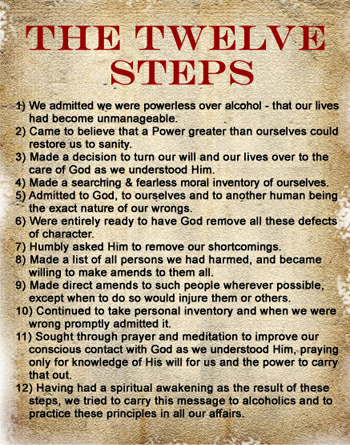 THE TWELVE
STEPS
1) We admitted we were powerless over alcohol - that our lives
had become unmanageable.
2) Came to believe that a Power greater than ourselves could
restore us to sanity.
3) Made a decision to turn our will and our lives over to the
care of God as we understood Him.
4) Made a searching & fearless moral inventory of ourselves.
5) Admitted to God, to ourselves and to another human being
the exact nature of our wrongs.
6) Were entirely ready to have God remove all these defects
of character.
7) Humbly asked Him to remove our shortcomings.
8) Made a list of all persons we had harmed, and became
willing to make amends to them all.
9) Made direct amends to such people wherever possible,
except when to do so would injure them or others.
10) Continued to take personal inventory and when we were
wrong promptly admitted it.
11) Sought through prayer and meditation to improve our
conscious contact with God as we understood Him, praying
only for knowledge of His will for us and the power to carry
that out.
12) Having had a spiritual awakening as the result of these
steps, we tried to carry this message to alcoholics and to
practice these principles in all our affairs.